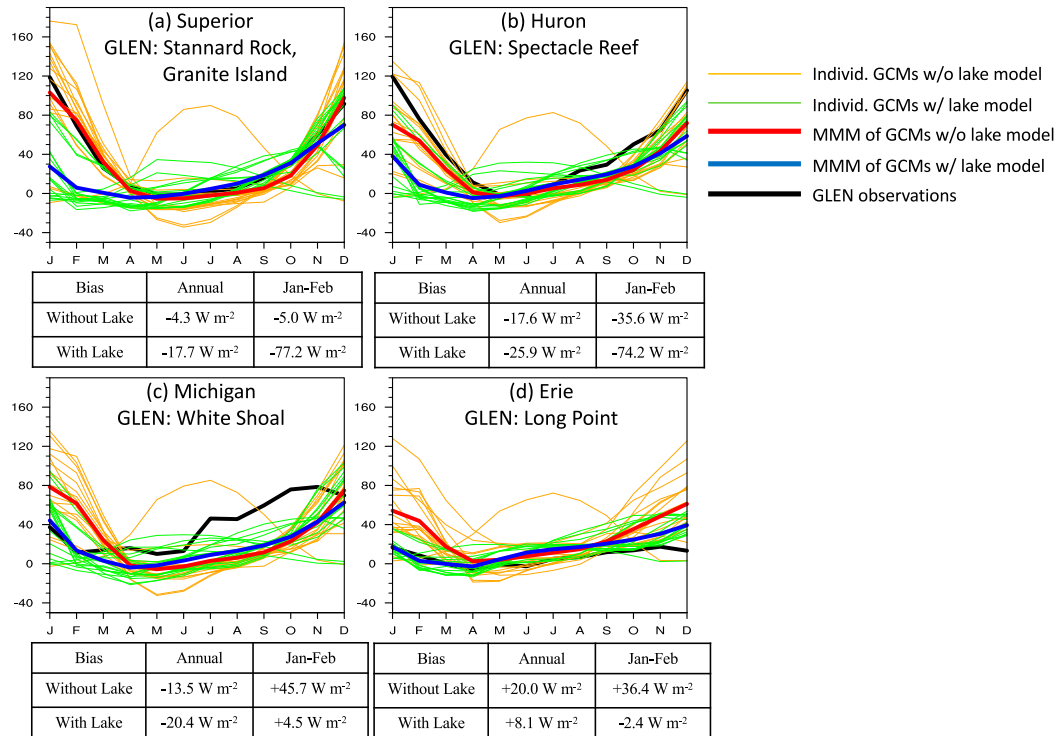 (a) Superior
GLEN: Stannard Rock,
Granite Island
160
120
80
40
0
-40
J F M A M J J A S O N D
Bias Annual Jan-Feb
Without Lake -4.3 W m⁻² -5.0 W m⁻²
With Lake -17.7 W m⁻² -77.2 W m⁻²
(b) Huron
GLEN: Spectacle Reef
160
120
80
40
0
-40
J F M A M J J A S O N D
Bias Annual Jan-Feb
Without Lake -17.6 W m⁻² -35.6 W m⁻²
With Lake -25.9 W m⁻² -74.2 W m⁻²
Individ. GCMs w/o lake model
Individ. GCMs w/ lake model
MMM of GCMs w/o lake model
MMM of GCMs w/ lake model
GLEN observations
(c) Michigan
GLEN: White Shoal
160
120
80
40
0
-40
J F M A M J J A S O N D
Bias Annual Jan-Feb
Without Lake -13.5 W m⁻² +45.7 W m⁻²
With Lake -20.4 W m⁻² +4.5 W m⁻²
(d) Erie
GLEN: Long Point
160
120
80
40
0
-40
J F M A M J J A S O N D
Bias Annual Jan-Feb
Without Lake +20.0 W m⁻² +36.4 W m⁻²
With Lake +8.1 W m⁻² -2.4 W m⁻²